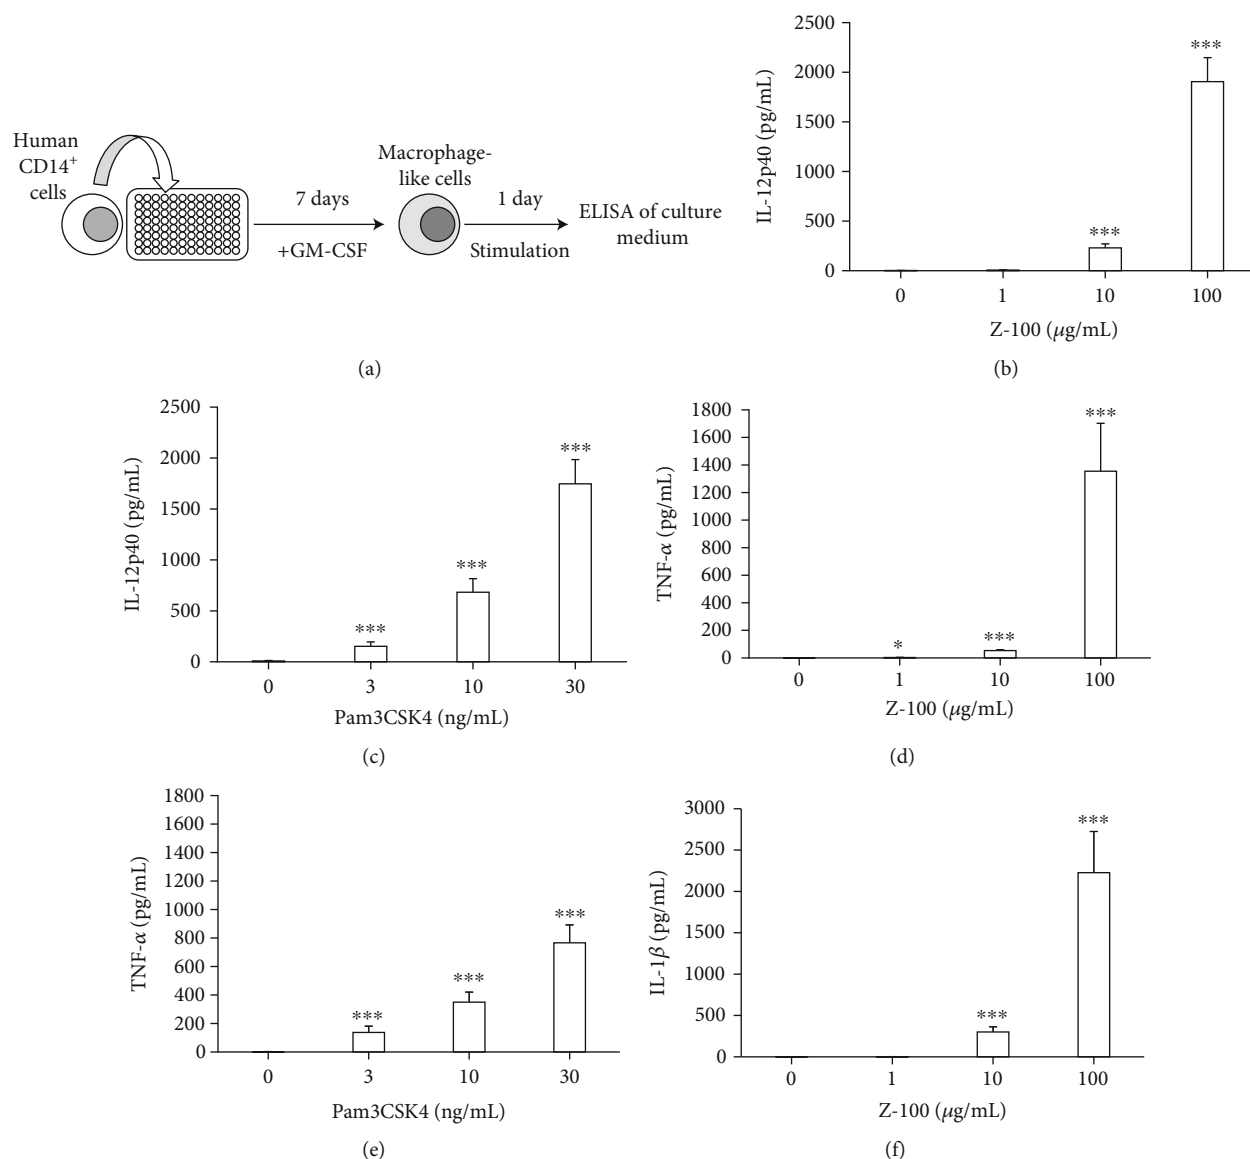 Human
CD14+
cells
7 days
+GM-CSF
Macrophage-
like cells
1 day
Stimulation
ELISA of culture
medium
(a)
IL-12p40 (pg/mL)
2500
2000
1500
1000
500
0
***
***
0 1 10 100
Z-100 (μg/mL)
(b)
IL-12p40 (pg/mL)
2500
2000
1500
1000
500
0
***
***
***
0 3 10 30
Pam3CSK4 (ng/mL)
(c)
TNF-α (pg/mL)
1800
1600
1400
1200
1000
800
600
400
200
0
*
***
***
0 1 10 100
Z-100 (μg/mL)
(d)
TNF-α (pg/mL)
1800
1600
1400
1200
1000
800
600
400
200
0
***
***
***
0 3 10 30
Pam3CSK4 (ng/mL)
(e)
IL-1β (pg/mL)
3000
2500
2000
1500
1000
500
0
***
***
0 1 10 100
Z-100 (μg/mL)
(f)